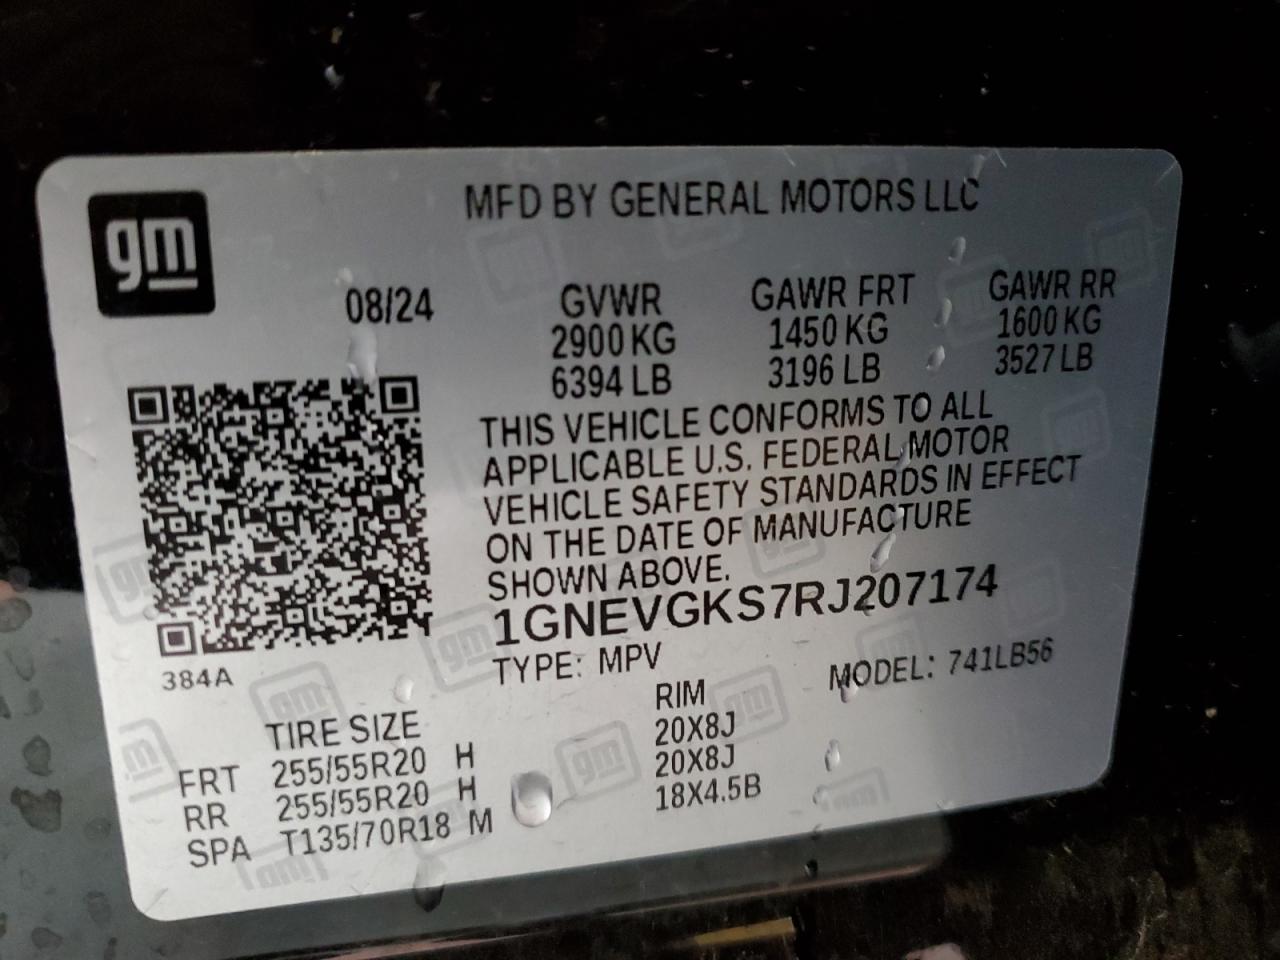 gm
MFD BY GENERAL MOTORS LLC
08/24 GVWR GAWR FRT GAWR RR
2900 KG 1450 KG 1600 KG
6394 LB 3196 LB 3527 LB
THIS VEHICLE CONFORMS TO ALL
APPLICABLE U.S. FEDERAL MOTOR
VEHICLE SAFETY STANDARDS IN EFFECT
ON THE DATE OF MANUFACTURE
SHOWN ABOVE.
1GNEVGKS7RJ207174
384A
TYPE: MPV MODEL: 741LB56
TIRE SIZE RIM
FRT 255/55R20 H 20X8J
RR 255/55R20 H 20X8J
SPA T135/70R18 M 18X4.5B